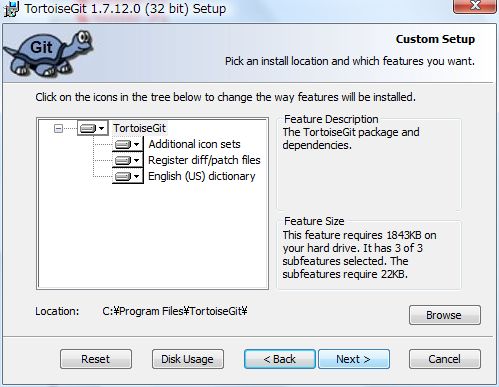 TortoiseGit 1.7.12.0 (32 bit) Setup
Git
Custom Setup
Pick an install location and which features you want.
Click on the icons in the tree below to change the way features will be installed.
TortoiseGit
Additional icon sets
Register diff/patch files
English (US) dictionary
Feature Description
The TortoiseGit package and
dependencies.
Feature Size
This feature requires 1843KB on
your hard drive. It has 3 of 3
subfeatures selected. The
subfeatures require 22KB.
Location: C:¥Program Files¥TortoiseGit¥
Browse
Reset Disk Usage < Back Next > Cancel